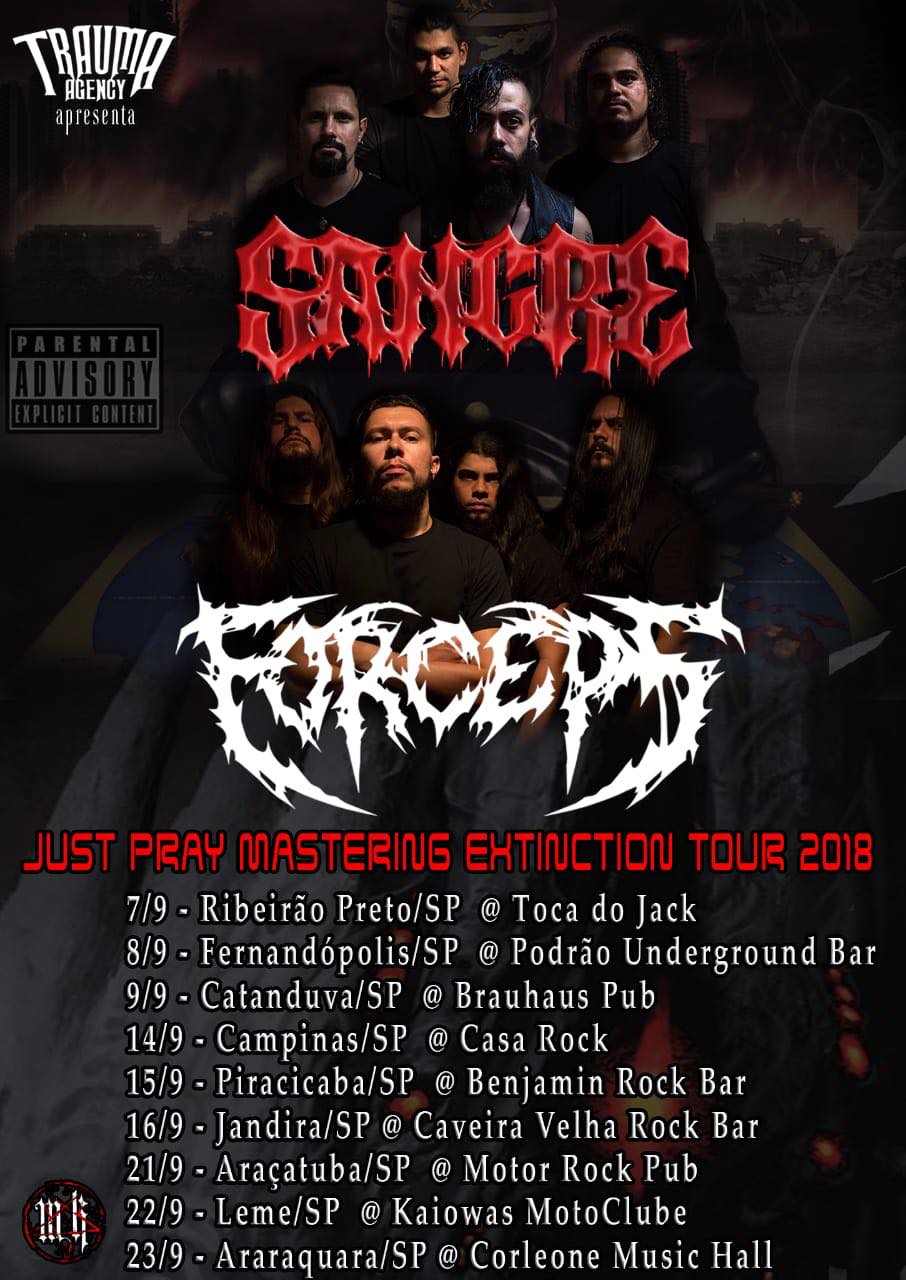 TRAUMA
AGENCY
apresenta
SANGRE
PARENTAL
ADVISORY
EXPLICIT CONTENT
FORCEPS
JUST PRAY MASTERING EXTINCTION TOUR 2018
7/9 - Ribeirão Preto/SP @ Toca do Jack
8/9 - Fernandópolis/SP @ Podrão Underground Bar
9/9 - Catanduva/SP @ Brauhaus Pub
14/9 - Campinas/SP @ Casa Rock
15/9 - Piracicaba/SP @ Benjamin Rock Bar
16/9 - Jandira/SP @ Caveira Velha Rock Bar
21/9 - Araçatuba/SP @ Motor Rock Pub
22/9 - Leme/SP @ Kaiowas MotoClube
23/9 - Araraquara/SP @ Corleone Music Hall